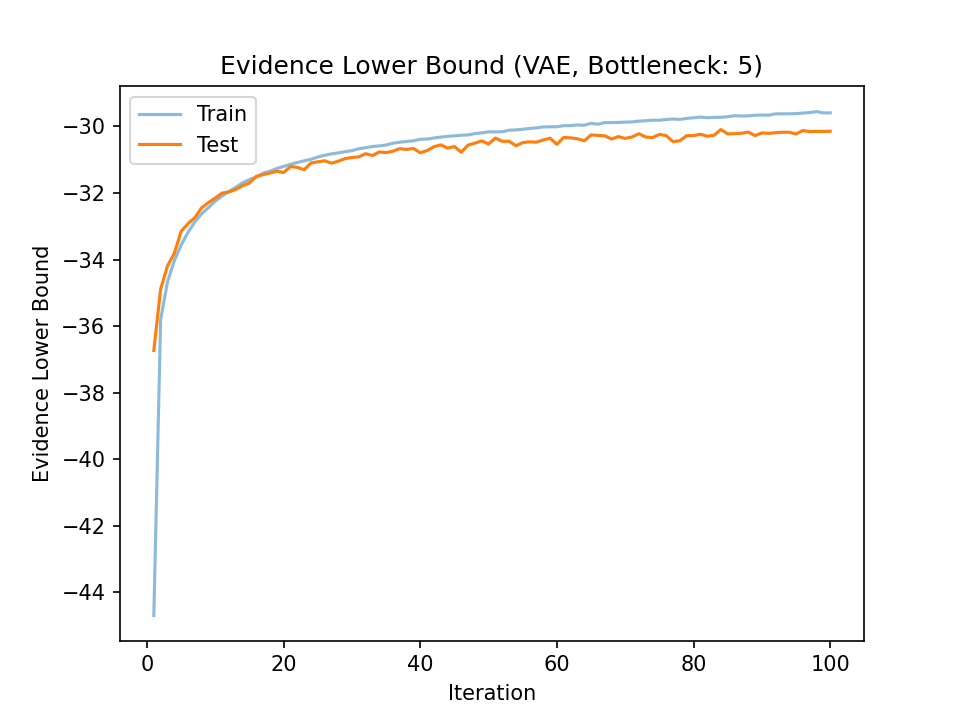 Evidence Lower Bound (VAE, Bottleneck: 5)
Train
Test
−30
−32
−34
−36
−38
−40
−42
−44
Evidence Lower Bound
0 20 40 60 80 100
Iteration